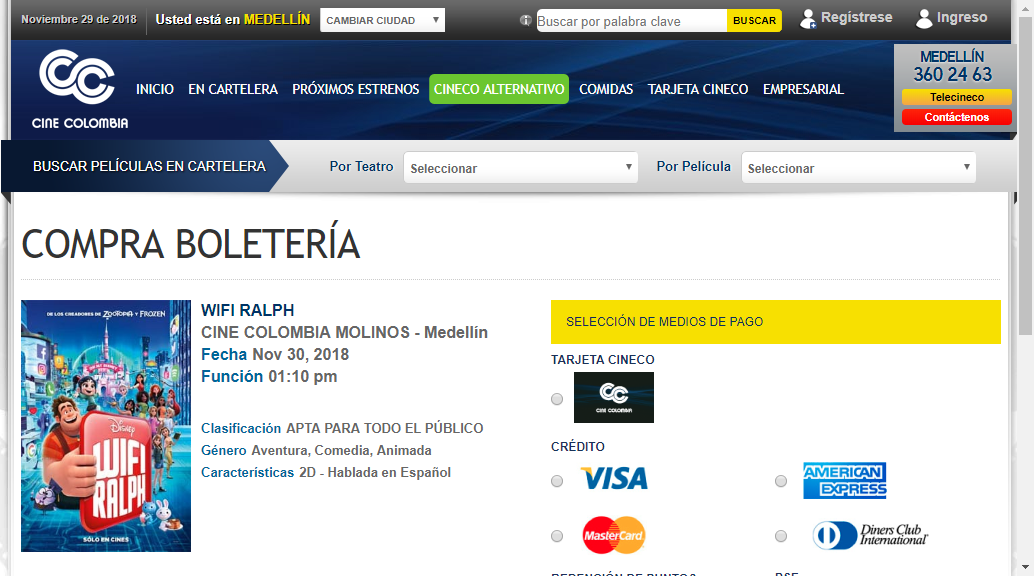 Noviembre 29 de 2018
Usted está en MEDELLÍN
CAMBIAR CIUDAD
Buscar por palabra clave
BUSCAR
Regístrese
Ingreso
CINE COLOMBIA
INICIO
EN CARTELERA
PRÓXIMOS ESTRENOS
CINECO ALTERNATIVO
COMIDAS
TARJETA CINECO
EMPRESARIAL
MEDELLÍN
360 24 63
Telecineco
Contáctenos
BUSCAR PELÍCULAS EN CARTELERA
Por Teatro
Seleccionar
Por Película
Seleccionar
COMPRA BOLETERÍA
DE LOS CREADORES DE ZOOTOPIA Y FROZEN
Disney
WIFI
RALPH
SÓLO EN CINES
WIFI RALPH
CINE COLOMBIA MOLINOS - Medellín
Fecha Nov 30, 2018
Función 01:10 pm
Clasificación APTA PARA TODO EL PÚBLICO
Género Aventura, Comedia, Animada
Características 2D - Hablada en Español
SELECCIÓN DE MEDIOS DE PAGO
TARJETA CINECO
CINE COLOMBIA
CRÉDITO
VISA
AMERICAN EXPRESS
MasterCard
Diners Club International
REDENCIÓN DE PUNTOS
PSE